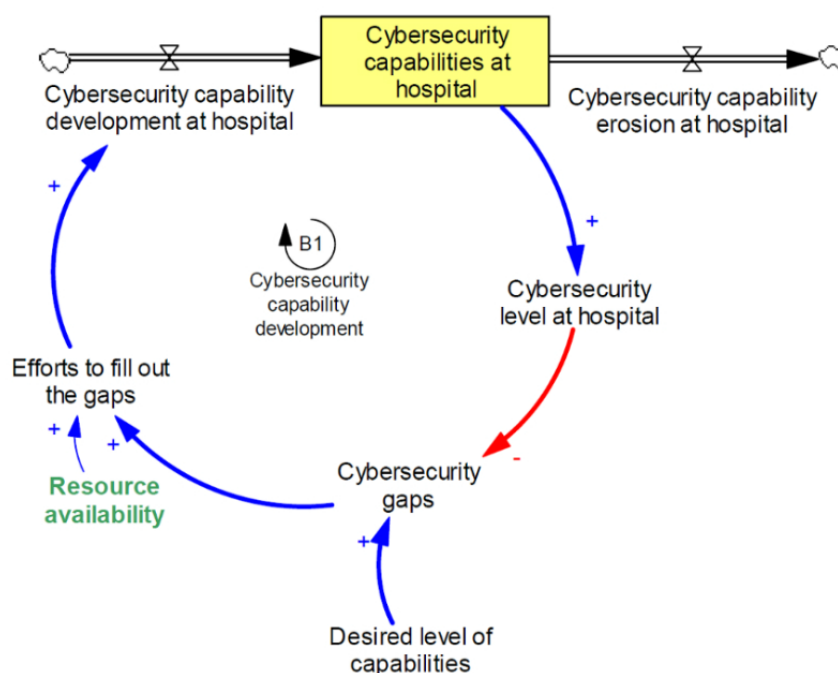 Cybersecurity
capabilities at
hospital
Cybersecurity capability
development at hospital
Cybersecurity capability
erosion at hospital
+
+
B1
Cybersecurity
capability
development
Cybersecurity
level at hospital
Efforts to fill out
the gaps
+
+
-
Cybersecurity
gaps
Resource
availability
+
Desired level of
capabilities